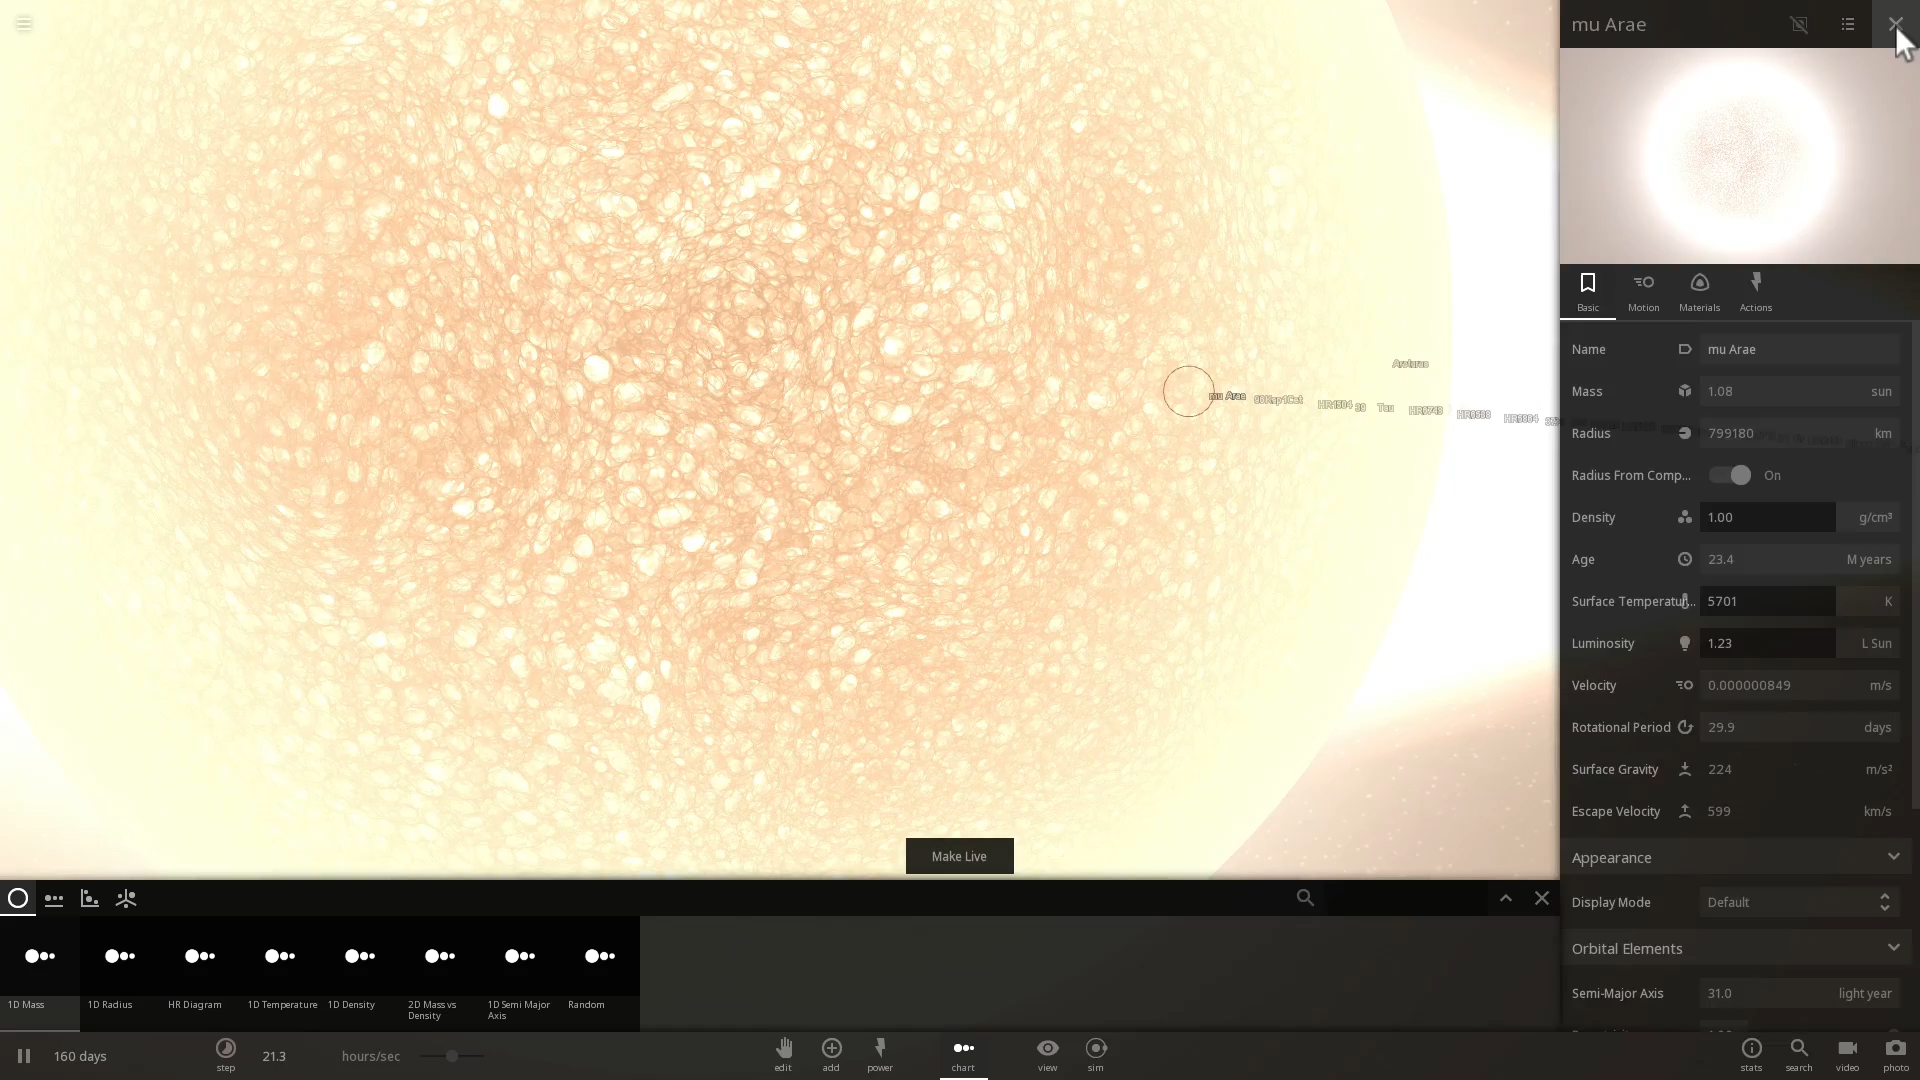 mu Arae
Basic
Motion
Materials
Actions
Name
mu Arae
Mass
1.08
sun
Radius
799180
km
Radius From Comp...
On
Density
1.00
g/cm³
Age
23.4
M years
Surface Temperatur...
5701
K
Luminosity
1.23
L Sun
Velocity
0.000000849
m/s
Rotational Period
29.9
days
Surface Gravity
224
m/s²
Escape Velocity
599
km/s
Appearance
Display Mode
Default
Orbital Elements
Semi-Major Axis
31.0
light year
Arcturus
mu Arae
Tau
Make Live
1D Mass
1D Radius
HR Diagram
1D Temperature
1D Density
2D Mass vs
Density
1D Semi Major
Axis
Random
160 days
step
21.3
hours/sec
edit
add
power
chart
view
sim
stats
search
video
photo